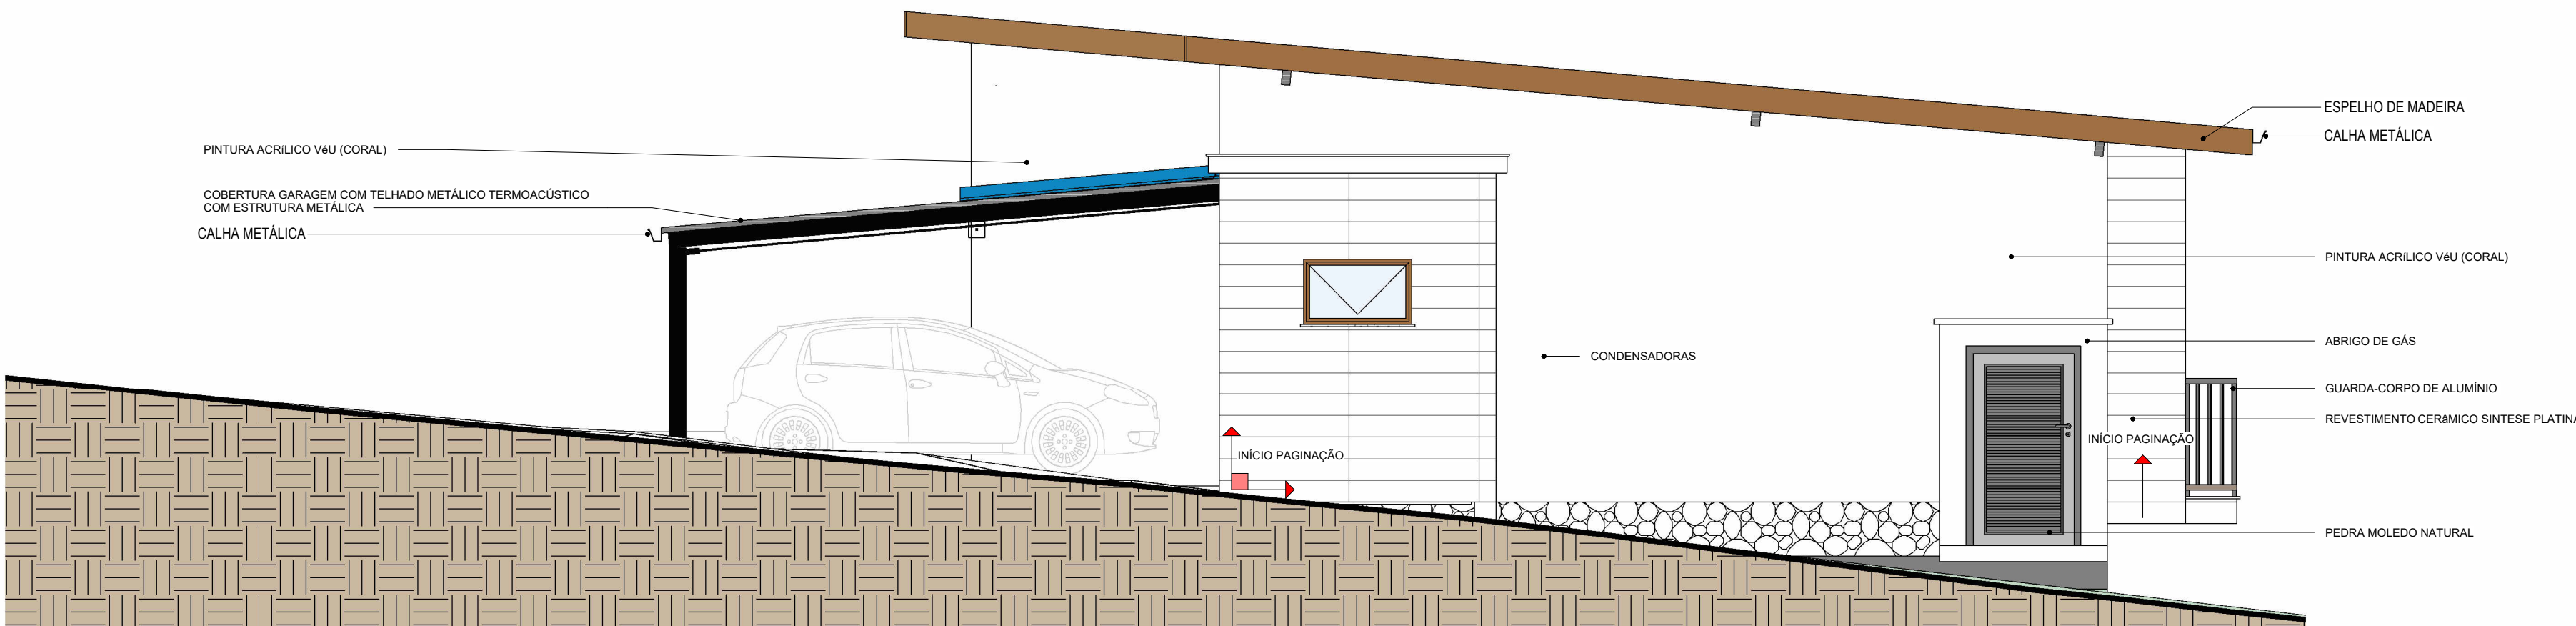 PINTURA ACRíLICO VéU (CORAL)
COBERTURA GARAGEM COM TELHADO METÁLICO TERMOACÚSTICO
COM ESTRUTURA METÁLICA
CALHA METÁLICA
INÍCIO PAGINAÇÃO
CONDENSADORAS
ESPELHO DE MADEIRA
CALHA METÁLICA
PINTURA ACRíLICO VéU (CORAL)
ABRIGO DE GÁS
GUARDA-CORPO DE ALUMÍNIO
REVESTIMENTO CERâMICO SINTESE PLATINA
INÍCIO PAGINAÇÃO
PEDRA MOLEDO NATURAL